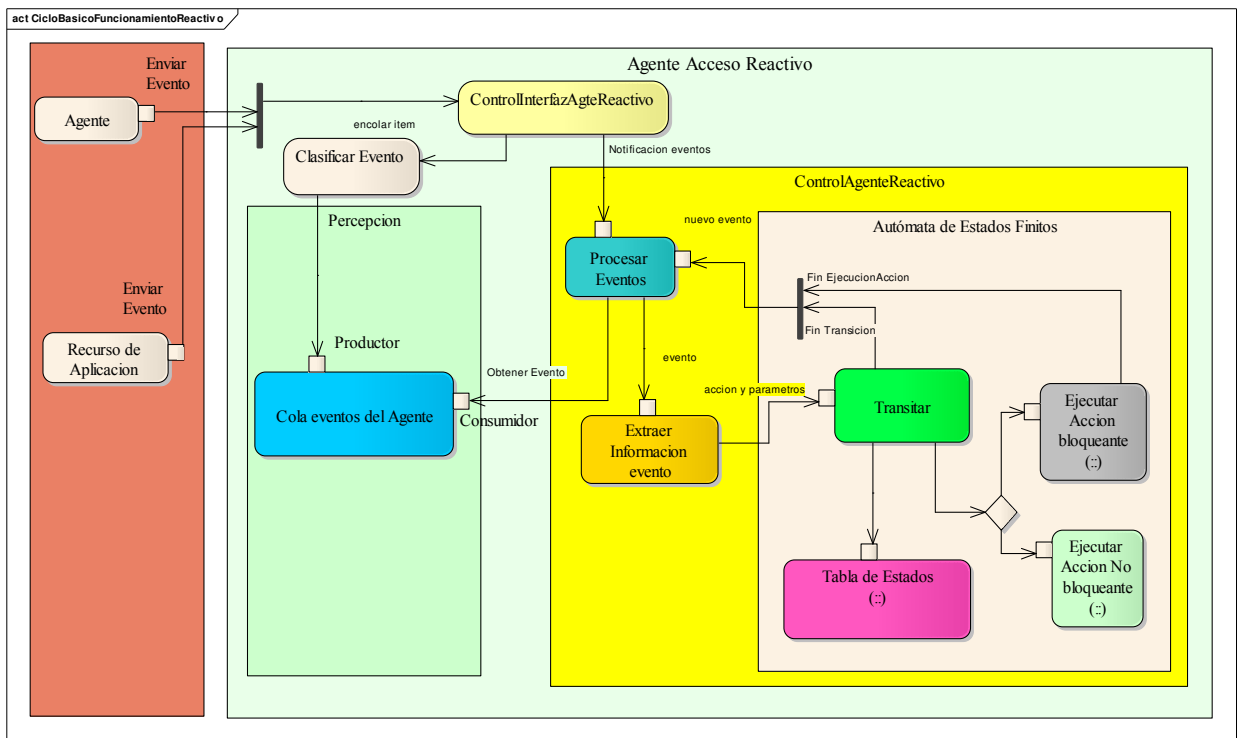 act CicloBasicoFuncionamientoReactivo
Enviar
Evento
Agente
Enviar
Evento
Recurso de
Aplicacion
Agente Acceso Reactivo
ControlInterfazAgteReactivo
encolar item
Clasificar Evento
Notificacion eventos
Percepcion
Productor
Cola eventos del Agente
Obtener Evento
Consumidor
ControlAgenteReactivo
nuevo evento
Procesar
Eventos
evento
accion y parametros
Extraer
Informacion
evento
Autómata de Estados Finitos
Fin EjecucionAccion
Fin Transicion
Transitar
Ejecutar
Accion
bloqueante
(::)
Tabla de Estados
(::)
Ejecutar
Accion No
bloqueante
(::)